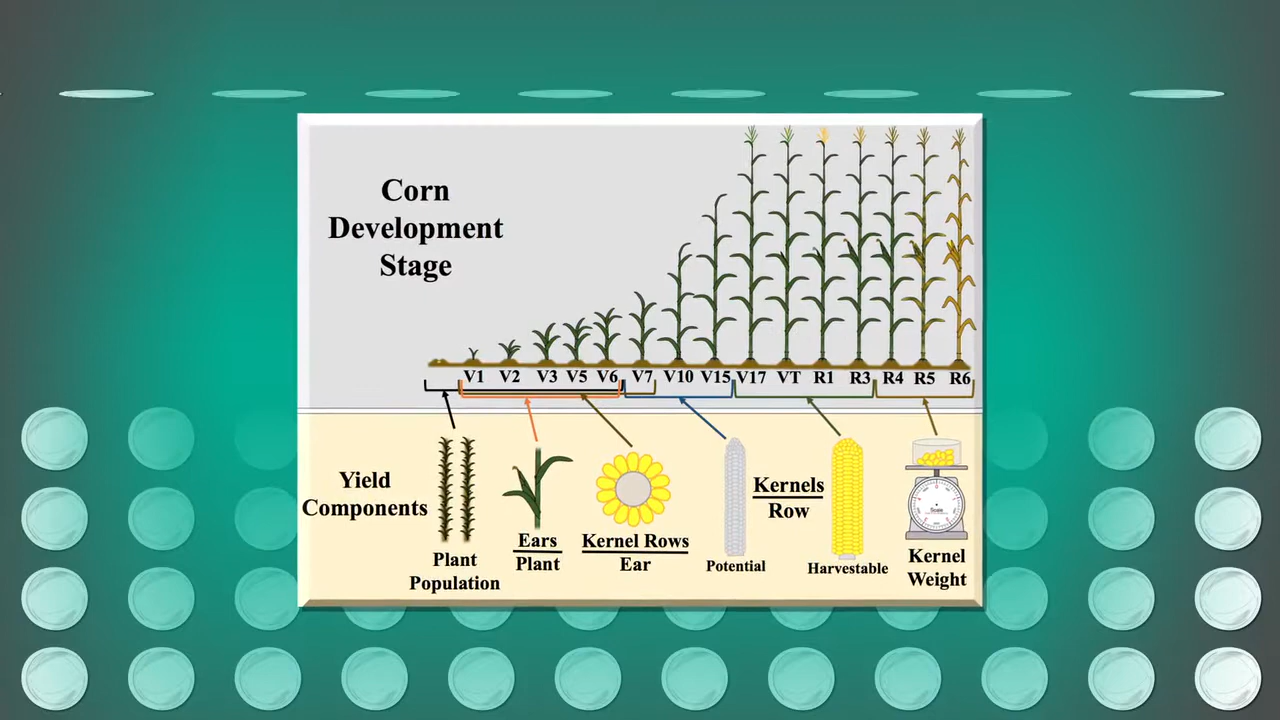 Corn
Development
Stage
V1 V2 V3 V5 V6 V7 V10 V15 V17 VT R1 R3 R4 R5 R6
Yield
Components
Plant
Population
Ears
Plant
Kernel Rows
Ear
Potential
Kernels
Row
Harvestable
Kernel
Weight
Scale